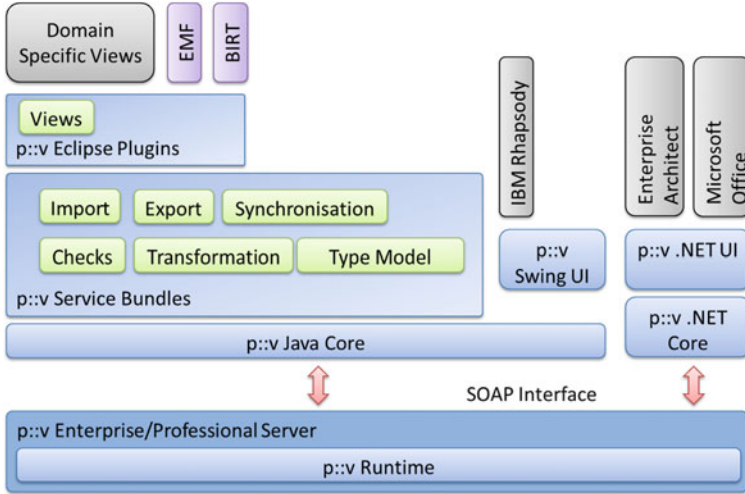 Domain
Specific Views
EMF
BIRT
IBM Rhapsody
Enterprise
Architect
Microsoft
Office
Views
p::v Eclipse Plugins
Import
Export
Synchronisation
Checks
Transformation
Type Model
p::v Service Bundles
p::v
Swing UI
p::v .NET UI
p::v Java Core
p::v .NET
Core
SOAP Interface
p::v Enterprise/Professional Server
p::v Runtime